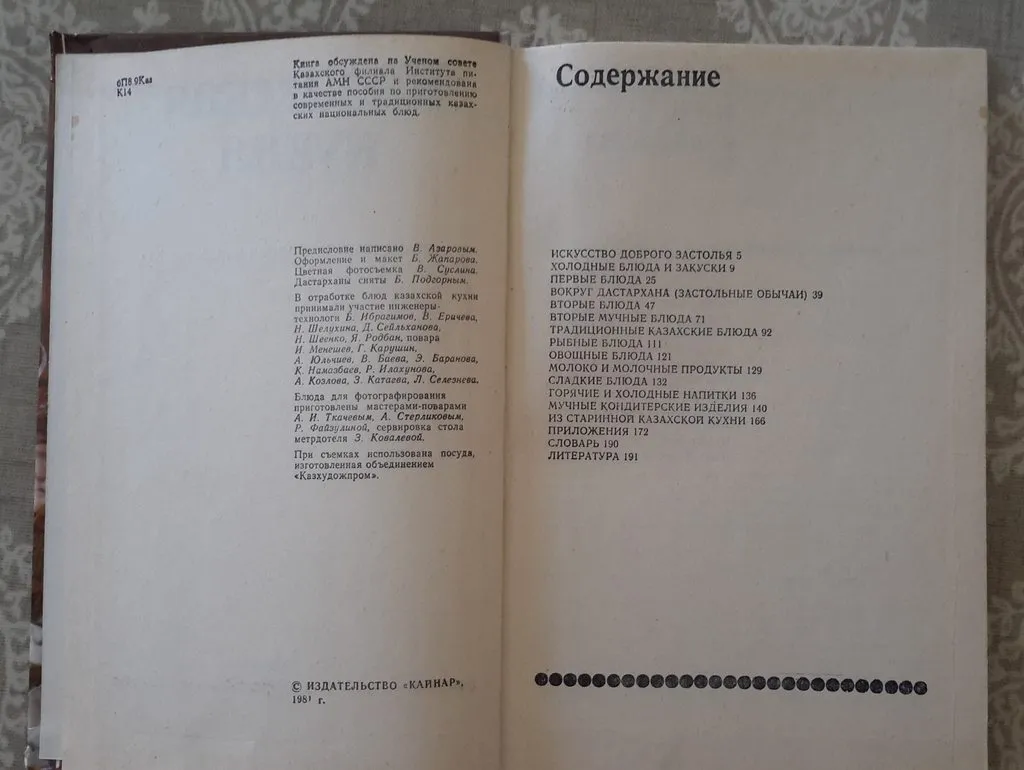 6П8.9Каз
К14
Книга обсуждена на Ученом совете
Казахского филиала Института пи-
тания АМН СССР и рекомендована
в качестве пособия по приготовлению
современных и традиционных казах-
ских национальных блюд.
Предисловие написано В. Азаровым.
Оформление и макет Б. Жапарова.
Цветная фотосъемка В. Суслина.
Дастарханы сняты Б. Подгорным.
В отработке блюд казахской кухни
принимали участие инженеры-
технологи Б. Ибрагимов, В. Еричева,
Н. Шелухина, Д. Сейльханова,
Н. Шеенко, Я. Родбан, повара
И. Менешев, Г. Карушин,
А. Юльчиев, В. Баева, Э. Баранова,
К. Намазбаев, Р. Илахунова,
А. Козлова, З. Катаева, Л. Селезнева.
Блюда для фотографирования
приготовлены мастерами-поварами
А. И. Ткачевым, А. Стерликовым,
Р. Файзулиной, сервировка стола
метрдотеля З. Ковалевой.
При съемках использована посуда,
изготовленная объединением
«Казхудожпром».
© ИЗДАТЕЛЬСТВО «КАЙНАР»,
1981 г.
Содержание
ИСКУССТВО ДОБРОГО ЗАСТОЛЬЯ 5
ХОЛОДНЫЕ БЛЮДА И ЗАКУСКИ 9
ПЕРВЫЕ БЛЮДА 25
ВОКРУГ ДАСТАРХАНА (ЗАСТОЛЬНЫЕ ОБЫЧАИ) 39
ВТОРЫЕ БЛЮДА 47
ВТОРЫЕ МУЧНЫЕ БЛЮДА 71
ТРАДИЦИОННЫЕ КАЗАХСКИЕ БЛЮДА 92
РЫБНЫЕ БЛЮДА 111
ОВОЩНЫЕ БЛЮДА 121
МОЛОКО И МОЛОЧНЫЕ ПРОДУКТЫ 129
СЛАДКИЕ БЛЮДА 132
ГОРЯЧИЕ И ХОЛОДНЫЕ НАПИТКИ 136
МУЧНЫЕ КОНДИТЕРСКИЕ ИЗДЕЛИЯ 140
ИЗ СТАРИННОЙ КАЗАХСКОЙ КУХНИ 166
ПРИЛОЖЕНИЯ 172
СЛОВАРЬ 190
ЛИТЕРАТУРА 191